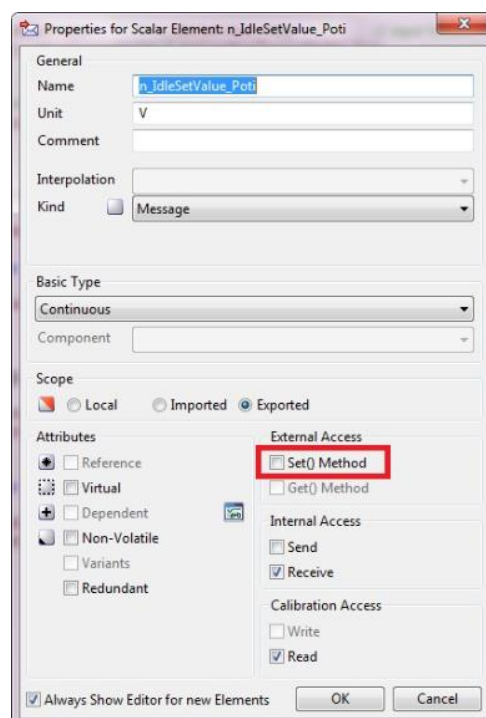 Properties for Scalar Element: n_IdleSetValue_Poti
General
Name n_IdleSetValue_Poti
Unit V
Comment
Interpolation
Kind Message
Basic Type
Continuous
Component
Scope
Local Imported Exported
Attributes External Access
Reference Set() Method
Virtual Get() Method
Dependent Internal Access
Non-Volatile Send
Variants Receive
Redundant Calibration Access
Write
Read
Always Show Editor for new Elements OK Cancel